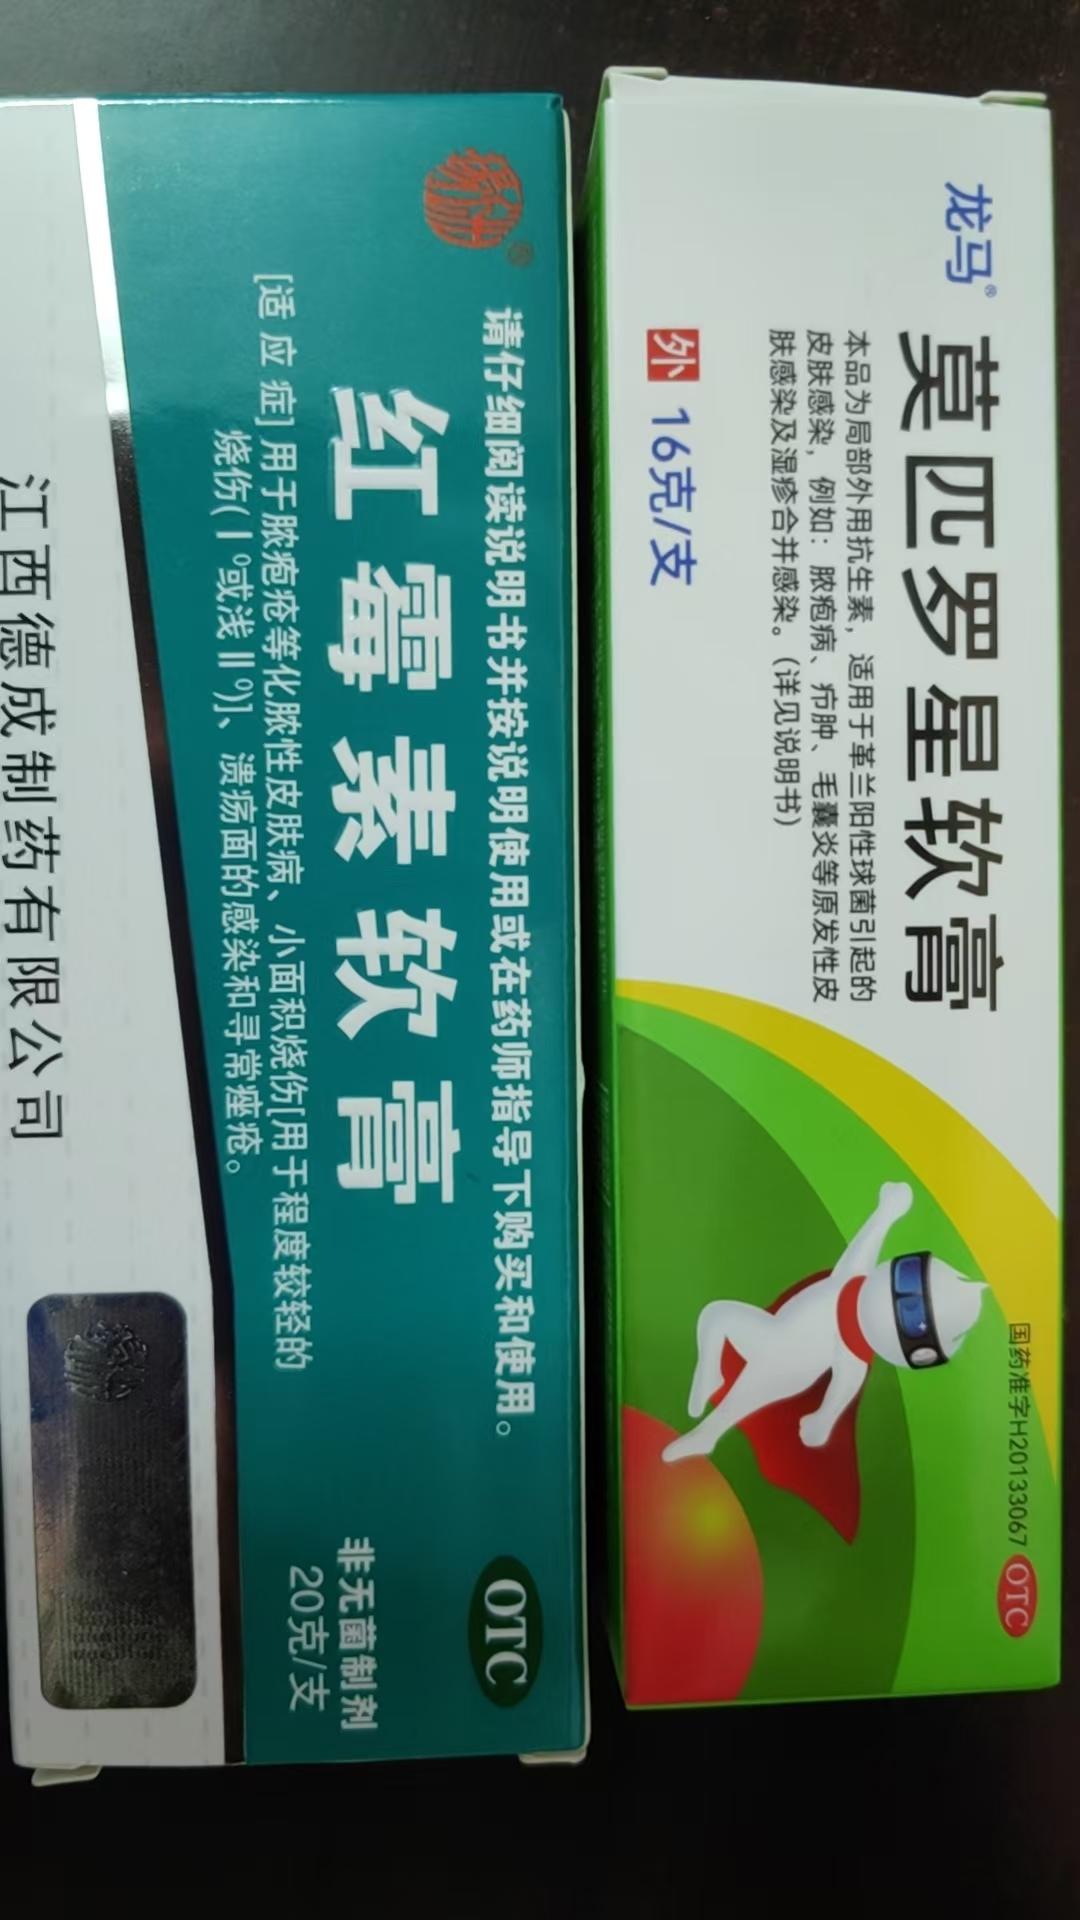 龙马®
莫匹罗星软膏
本品为局部外用抗生素，适用于革兰阳性球菌引起的
皮肤感染，例如：脓疱病、疖肿、毛囊炎等原发性皮
肤感染及湿疹合并感染。（详见说明书）
外 16克/支
国药准字H20133067
OTC
请仔细阅读说明书并按说明使用或在药师指导下购买和使用。
红霉素软膏
[适应症]用于脓疱疮等化脓性皮肤病、小面积烧伤[用于程度较轻的
烧伤(Ⅰ⁰或浅Ⅱ⁰)]、溃疡面的感染和寻常痤疮。
OTC
非无菌制剂
20克/支
江西德成制药有限公司